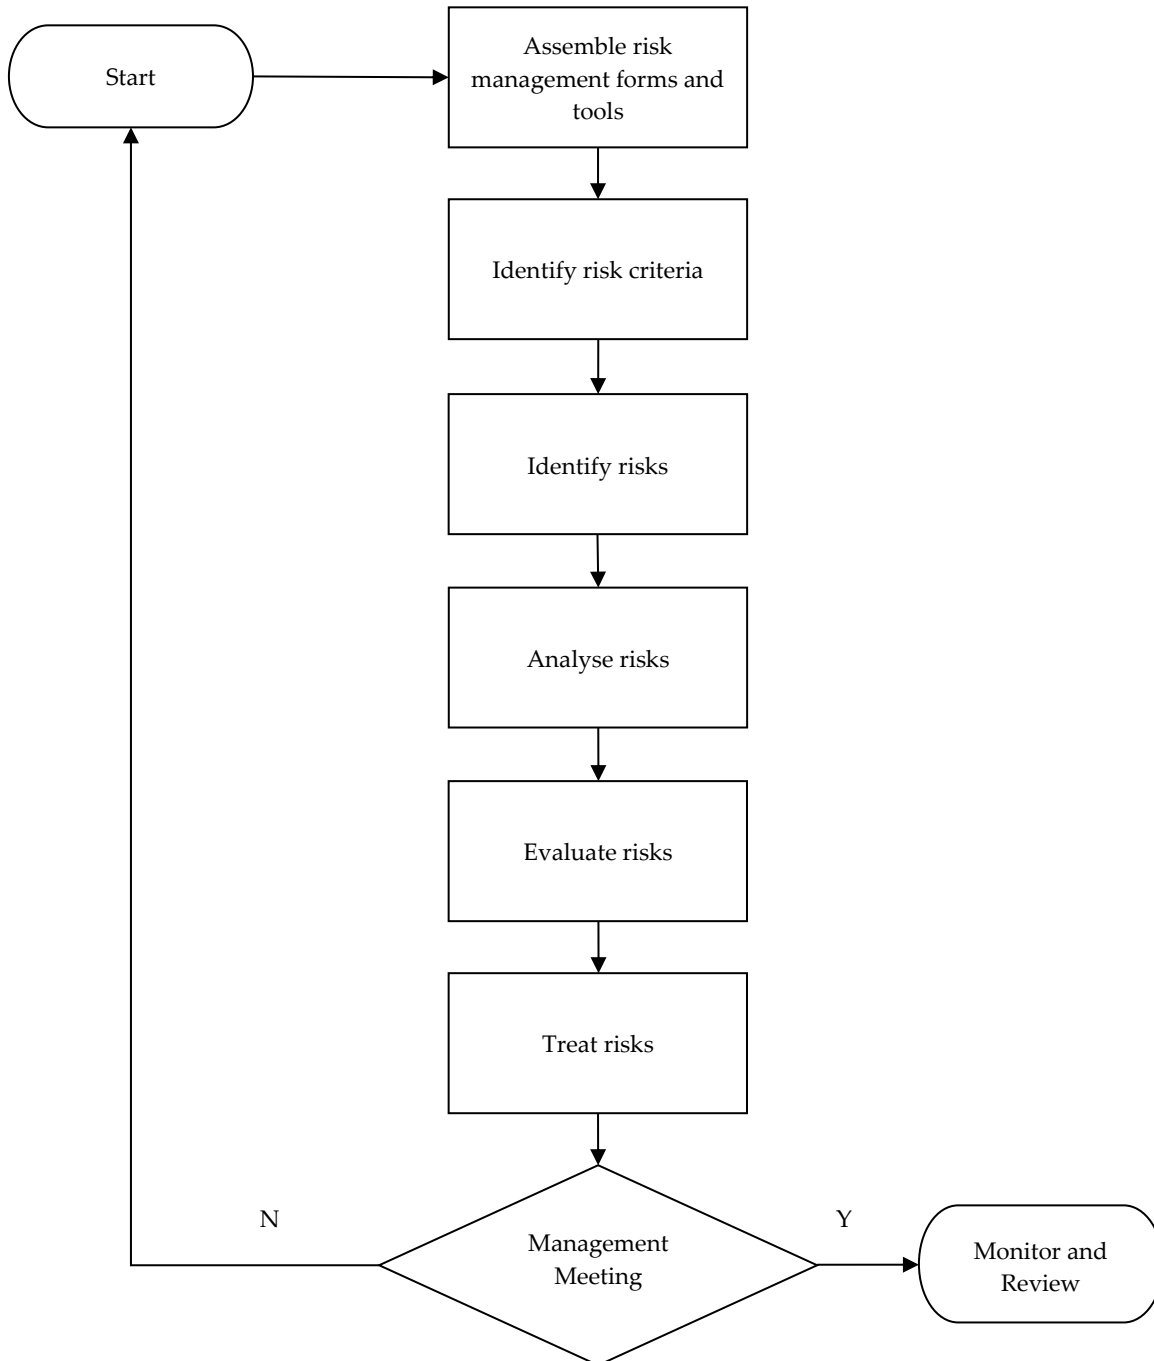 Start
Assemble risk
management forms and
tools
Identify risk criteria
Identify risks
Analyse risks
Evaluate risks
Treat risks
N
Y
Management
Meeting
Monitor and
Review